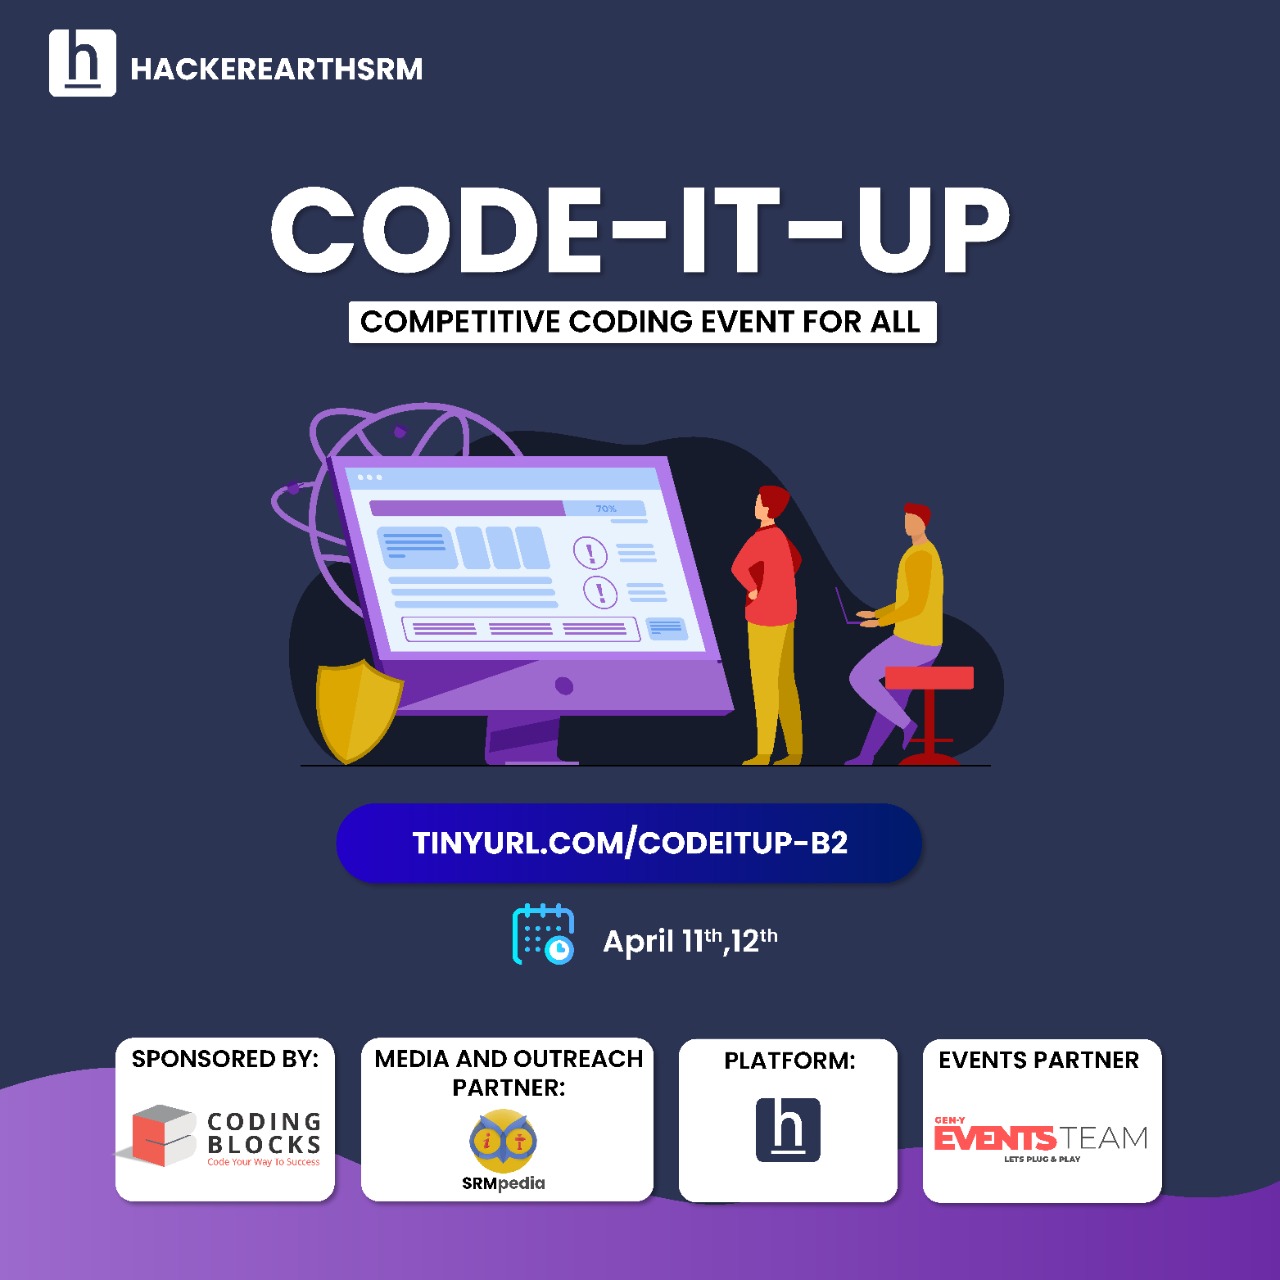 h HACKEREARTHSRM
CODE-IT-UP
COMPETITIVE CODING EVENT FOR ALL
70%
!
!
TINYURL.COM/CODEITUP-B2
April 11th,12th
SPONSORED BY:
CODING
BLOCKS
Code Your Way To Success
MEDIA AND OUTREACH
PARTNER:
i t
SRMpedia
PLATFORM:
h
EVENTS PARTNER
GEN-Y
EVENTS TEAM
LETS PLUG & PLAY